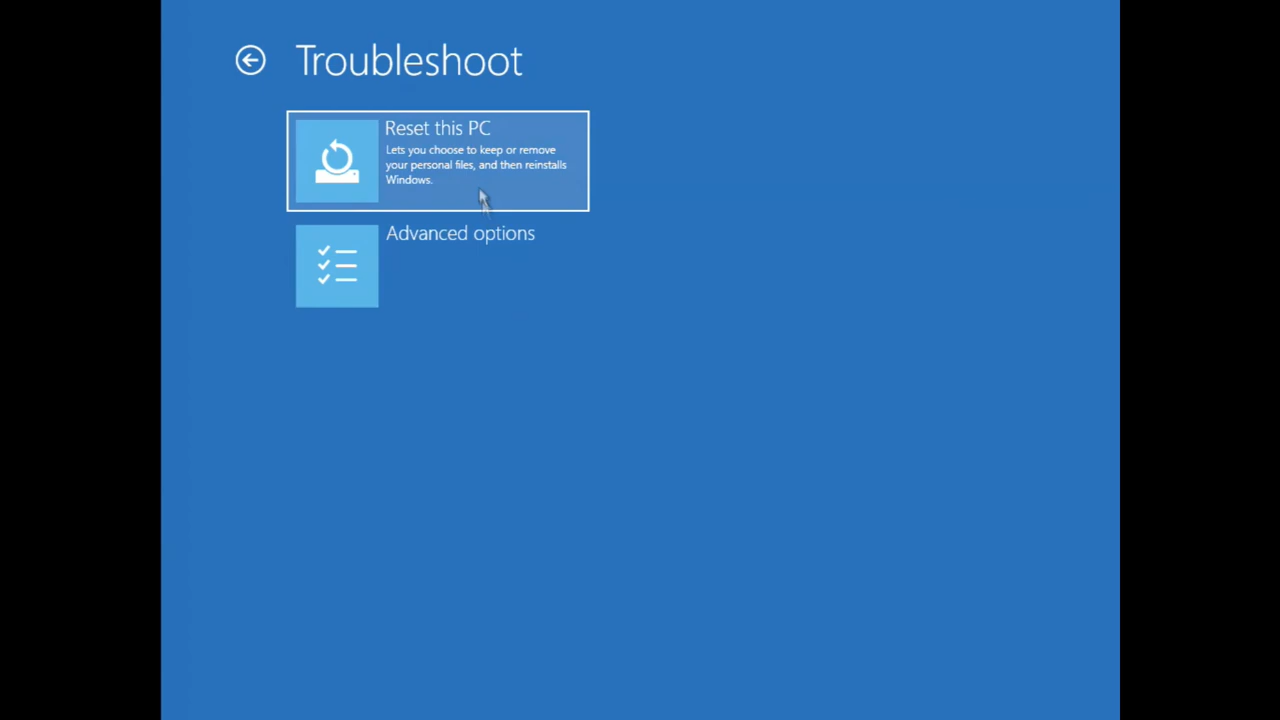 Troubleshoot
Reset this PC
Lets you choose to keep or remove
your personal files, and then reinstalls
Windows.
Advanced options